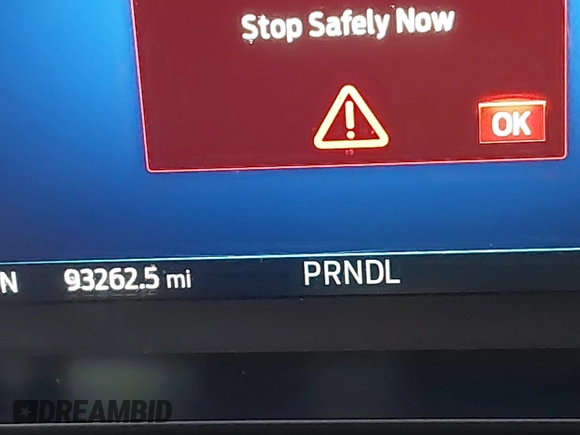 Stop Safely Now
OK
N 93262.5 mi PRNDL
DREAMBID